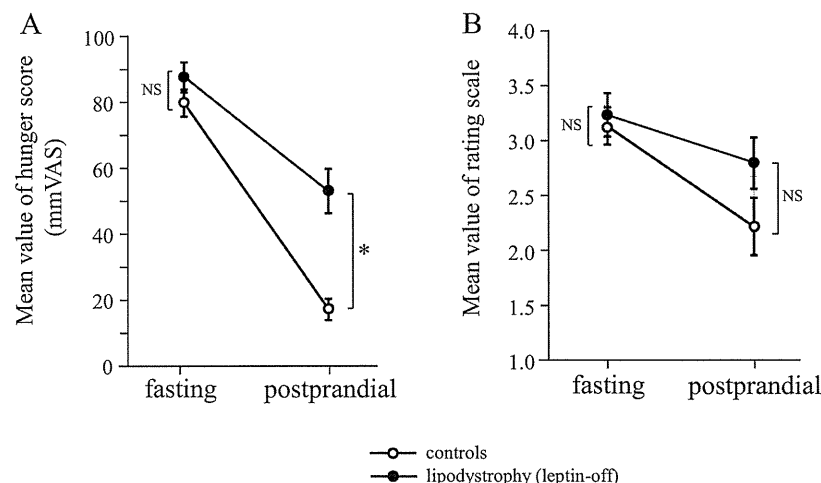 A
Mean value of hunger score
(mmVAS)
100
80
60
40
20
0
NS
*
fasting
postprandial
B
Mean value of rating scale
4.0
3.5
3.0
2.5
2.0
1.5
1.0
NS
NS
fasting
postprandial
controls
lipodystrophy (leptin-off)